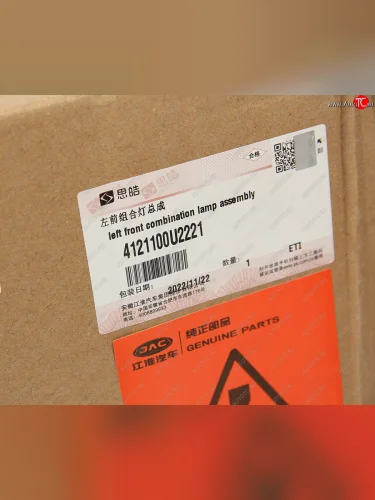 思皓
合格
左前组合灯总成
left front combination lamp assembly
4121100U2221
数量: 1
ETI
包装日期: 2022/11/22
JAC
江淮汽车
纯正部品
GENUINE PARTS